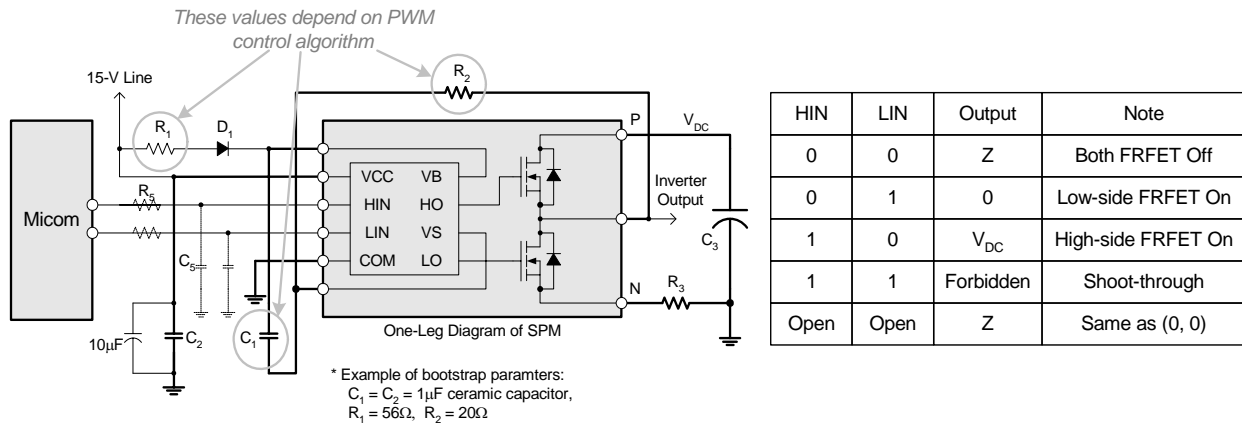 These values depend on PWM
control algorithm
R2
15-V Line
R1
D1
P
VDC
Inverter
Output
Micom
R5
VCC VB
HIN HO
LIN VS
COM LO
C5
C3
N
R3
10μF
C2
C1
One-Leg Diagram of SPM
* Example of bootstrap paramters:
C1 = C2 = 1μF ceramic capacitor,
R1 = 56Ω, R2 = 20Ω
HIN LIN Output Note
0 0 Z Both FRFET Off
0 1 0 Low-side FRFET On
1 0 VDC High-side FRFET On
1 1 Forbidden Shoot-through
Open Open Z Same as (0, 0)